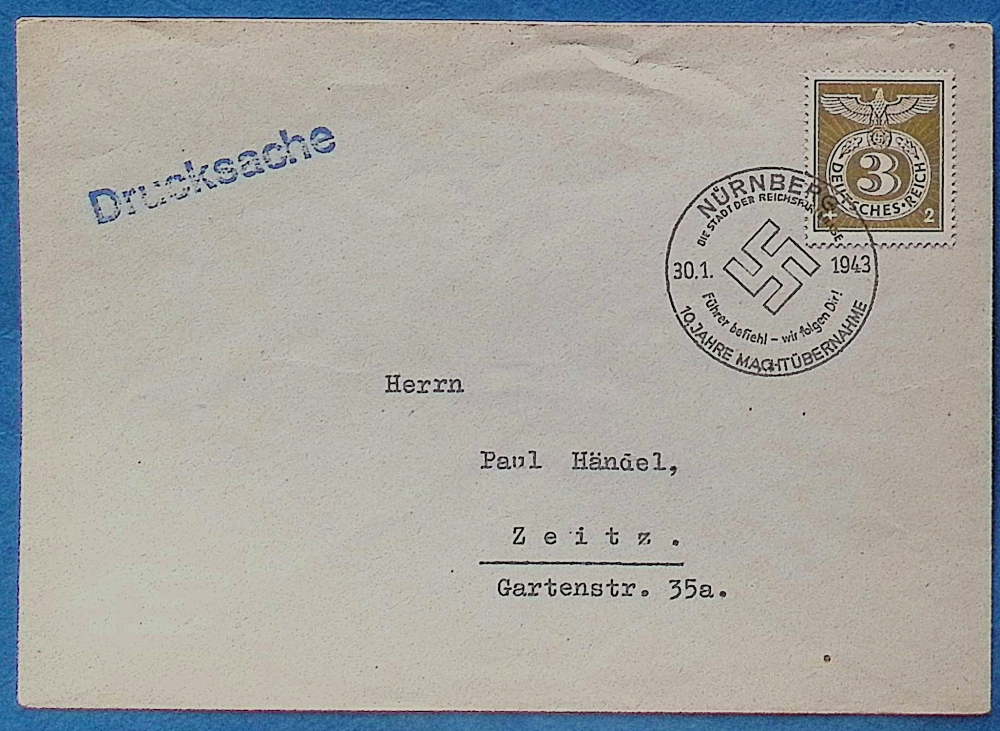 Drucksache
3
DEUTSCHES·REICH
+ 2
NÜRNBERG
DIE STADT DER REICHSPARTEITAGE
30.1. 1943
Führer befiehl – wir folgen Dir!
10. JAHRE MACHTÜBERNAHME
Herrn
Paul Händel,
Zeitz.
Gartenstr. 35a.